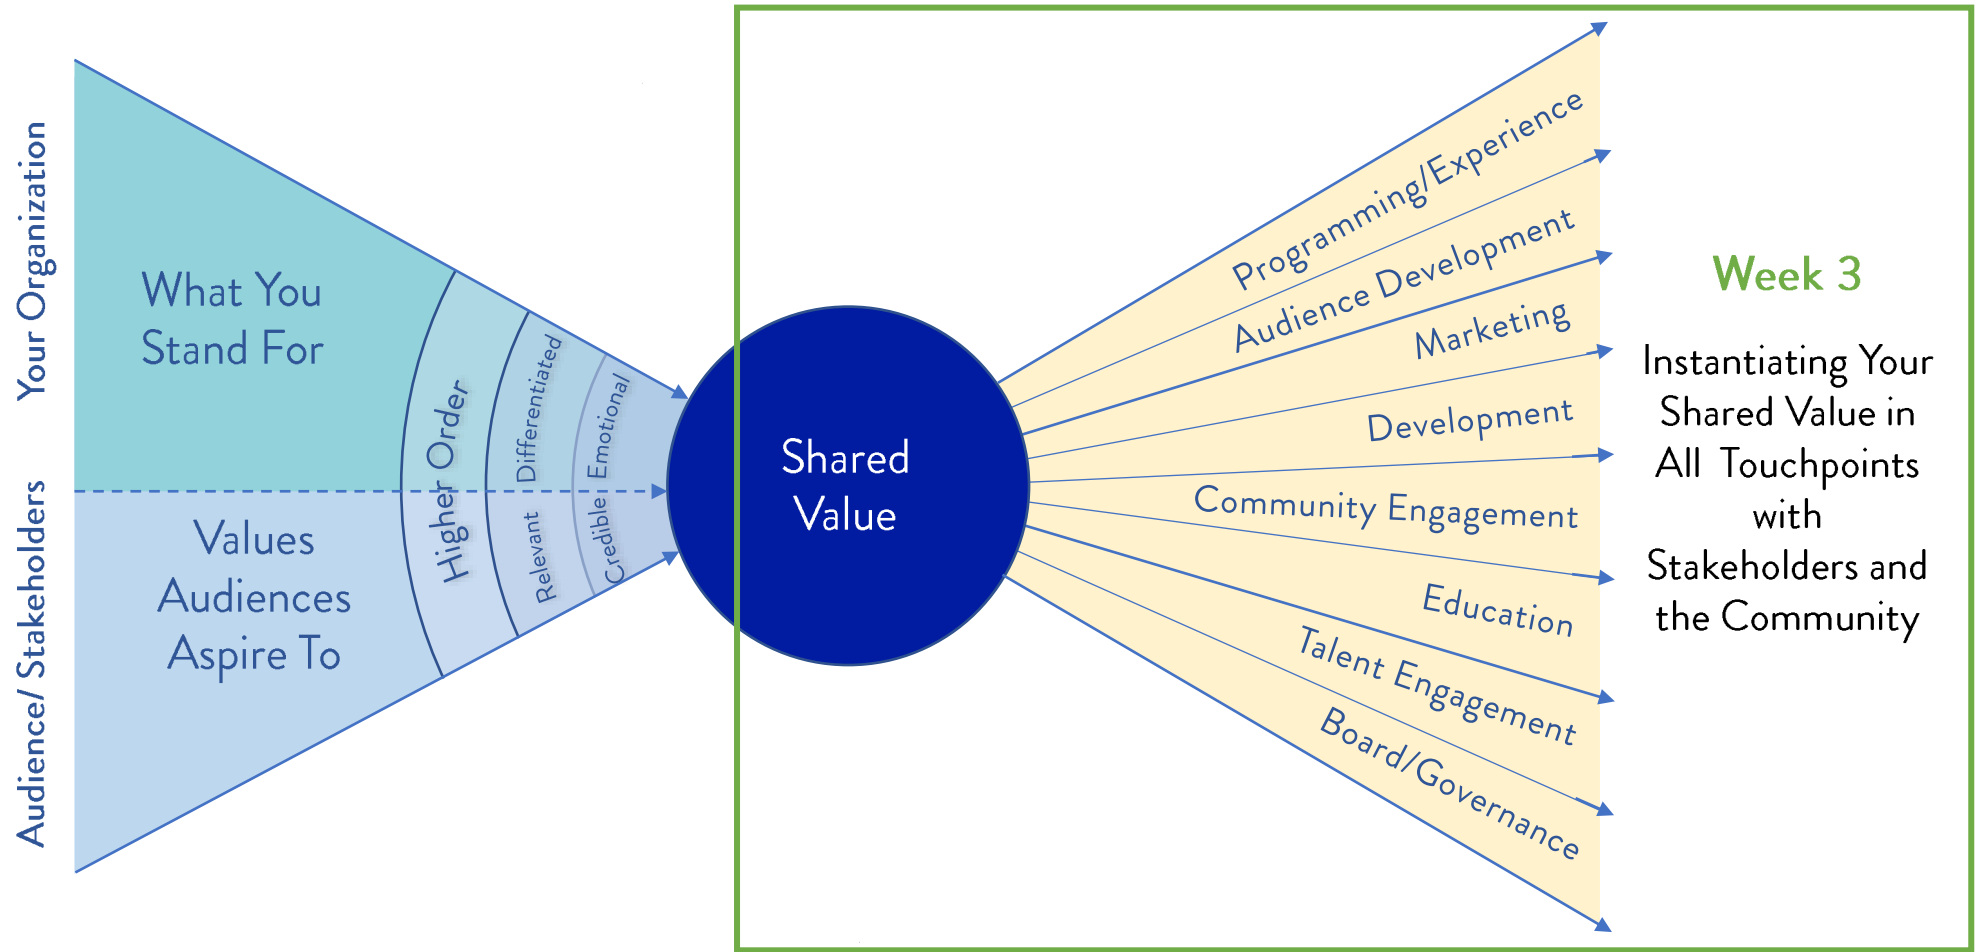 Your Organization
Audience/ Stakeholders
What You
Stand For
Values
Audiences
Aspire To
Higher Order
Differentiated
Relevant
Emotional
Credible
Shared
Value
Programming/Experience
Audience Development
Marketing
Development
Community Engagement
Education
Talent Engagement
Board/Governance
Week 3
Instantiating Your
Shared Value in
All Touchpoints
with
Stakeholders and
the Community